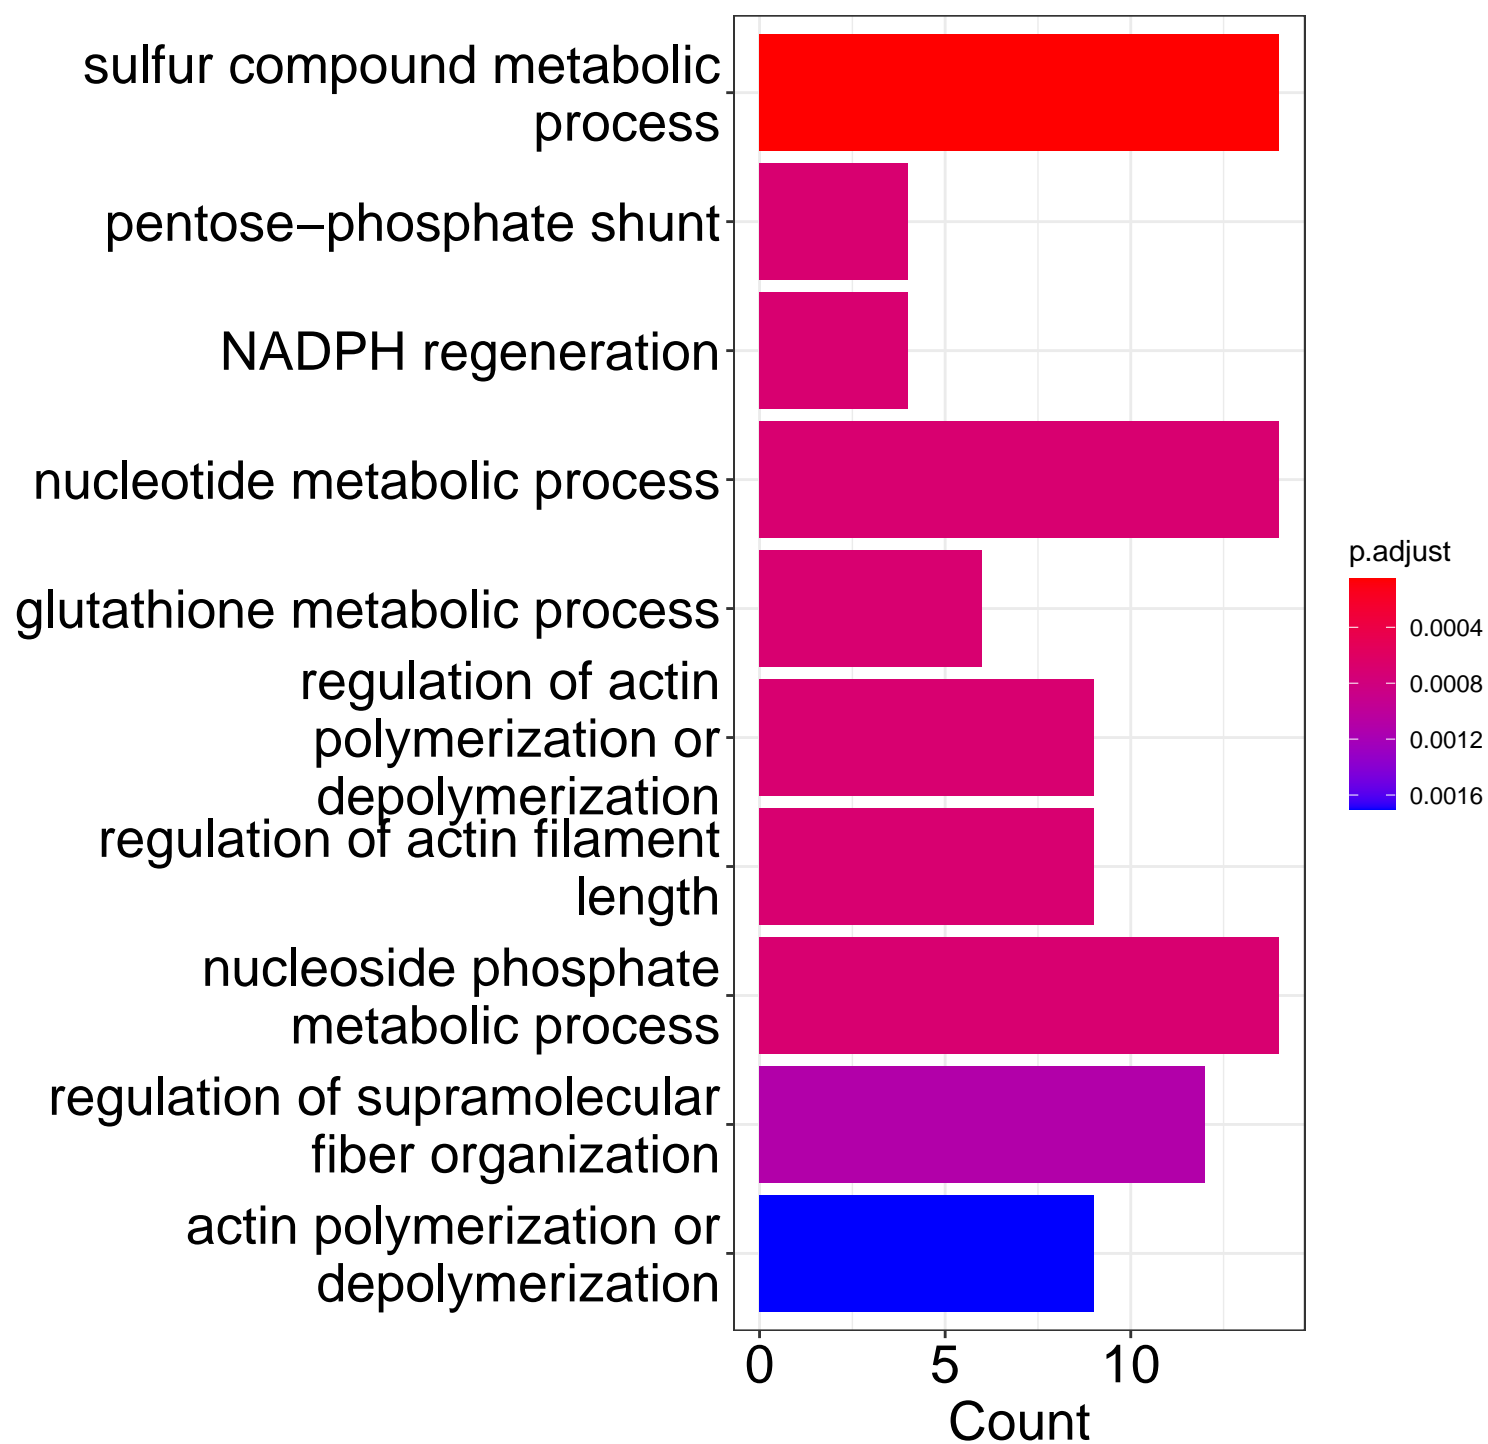 sulfur compound metabolic
process
pentose−phosphate shunt
NADPH regeneration
nucleotide metabolic process
glutathione metabolic process
regulation of actin
polymerization or
depolymerization
regulation of actin filament
length
nucleoside phosphate
metabolic process
regulation of supramolecular
fiber organization
actin polymerization or
depolymerization
0 5 10
Count
p.adjust
0.0004
0.0008
0.0012
0.0016